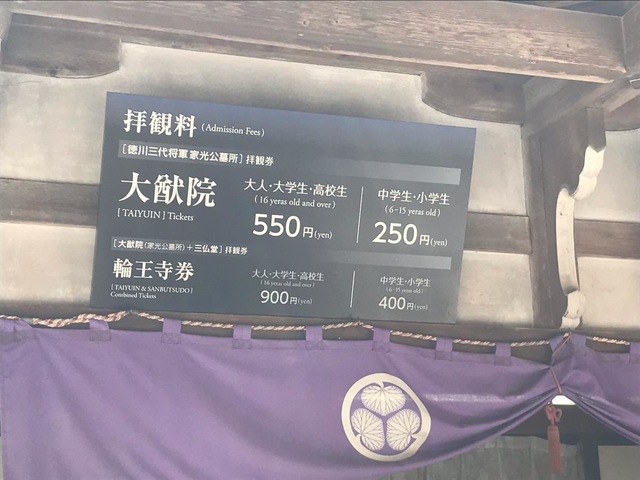 拝観料 (Admission Fees)
[徳川三代将軍 家光公墓所] 拝観券
大猷院
[TAIYUIN] Tickets
大人・大学生・高校生
(16 yeras old and over)
550円(yen)
中学生・小学生
(6-15 yeras old)
250円(yen)
[大猷院(家光公墓所)+三仏堂] 拝観券
輪王寺券
[TAIYUIN & SANBUTSUDO]
Combined Tickets
大人・大学生・高校生
(16 yeras old and over)
900円(yen)
中学生・小学生
(6-15 yeras old)
400円(yen)